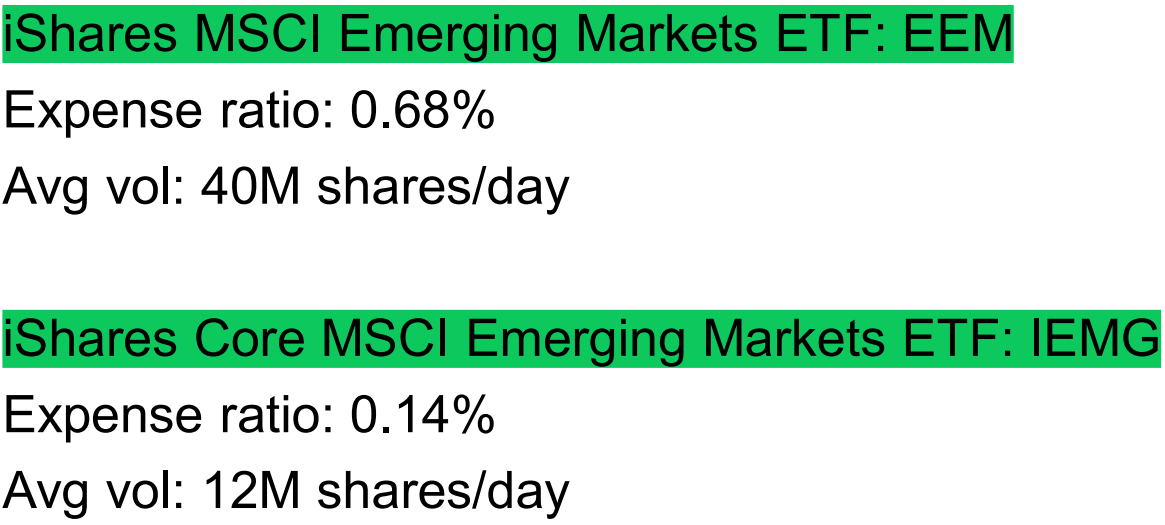 iShares MSCI Emerging Markets ETF: EEM
Expense ratio: 0.68%
Avg vol: 40M shares/day
iShares Core MSCI Emerging Markets ETF: IEMG
Expense ratio: 0.14%
Avg vol: 12M shares/day